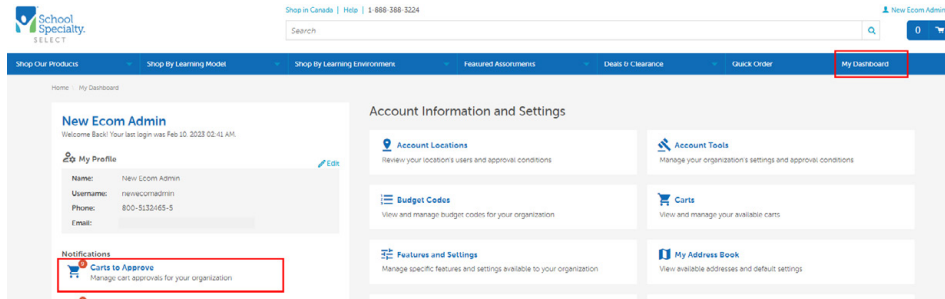 Shop in Canada | Help | 1-888-388-3224
New Ecom Admin
School
Specialty.
SELECT
Search
0
Shop Our Products
Shop By Learning Model
Shop By Learning Environment
Featured Assortments
Deals & Clearance
Quick Order
My Dashboard
Home \ My Dashboard
New Ecom Admin
Welcome Back! Your last login was Feb 10, 2023 02:41 AM.
My Profile
Edit
Name: New Ecom Admin
Username: newecomadmin
Phone: 800-5132465-5
Email:
Notifications
Carts to Approve
Manage cart approvals for your organization
Account Information and Settings
Account Locations
Review your location's users and approval conditions
Account Tools
Manage your organization's settings and approval conditions
Budget Codes
View and manage budget codes for your organization
Carts
View and manage your available carts
Features and Settings
Manage specific features and settings available to your organization
My Address Book
View available addresses and default settings